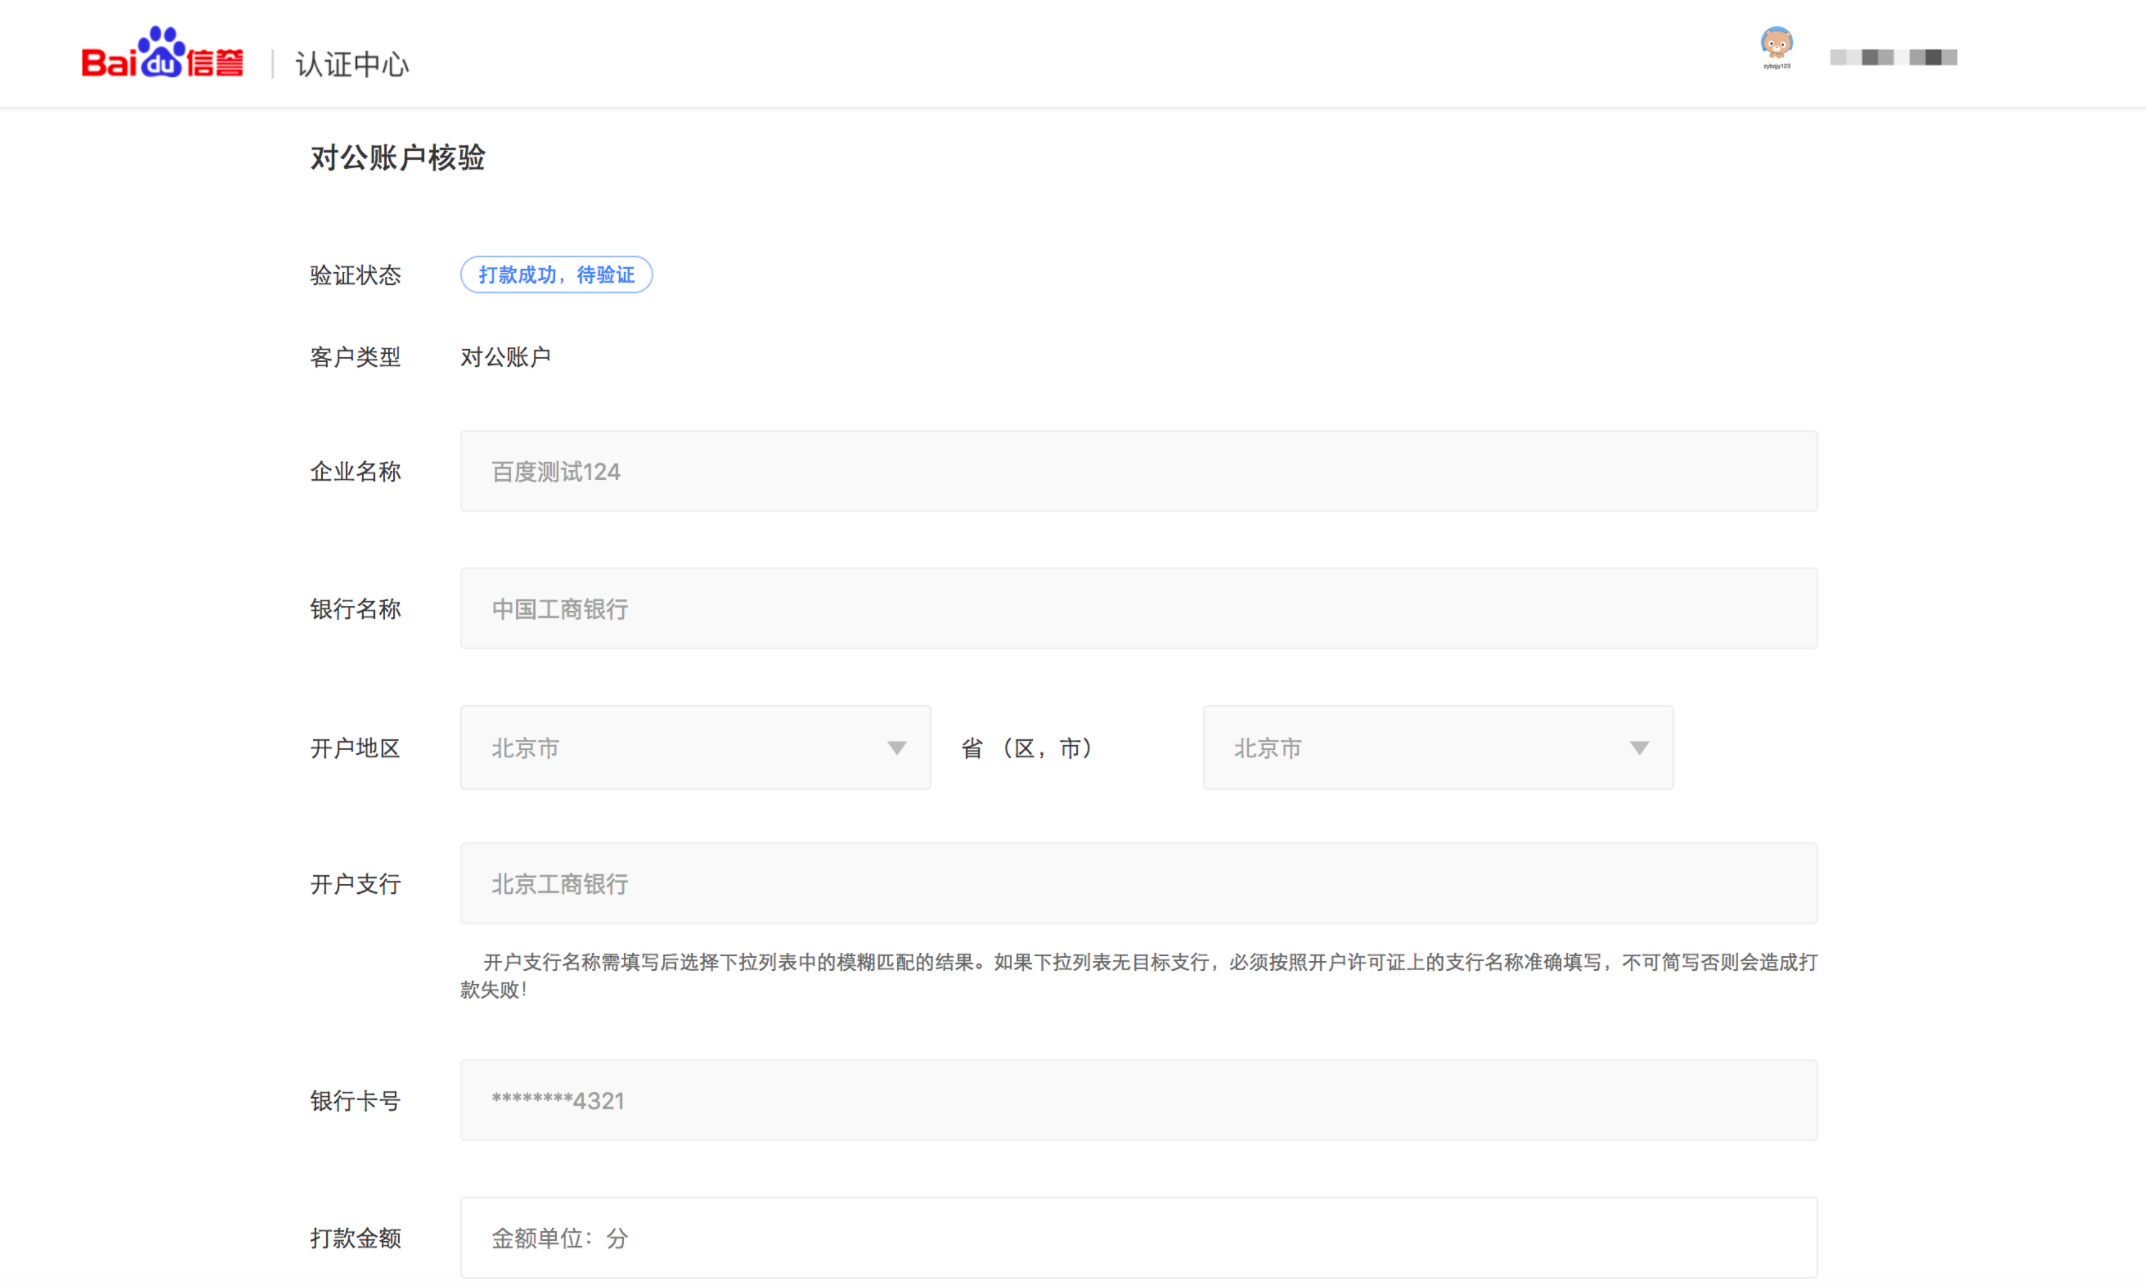 Baidu信誉 | 认证中心
zybqjy123
对公账户核验
验证状态 打款成功，待验证
客户类型 对公账户
企业名称 百度测试124
银行名称 中国工商银行
开户地区 北京市 省（区，市） 北京市
开户支行 北京工商银行
开户支行名称需填写后选择下拉列表中的模糊匹配的结果。如果下拉列表无目标支行，必须按照开户许可证上的支行名称准确填写，不可简写否则会造成打
款失败！
银行卡号 ********4321
打款金额 金额单位：分